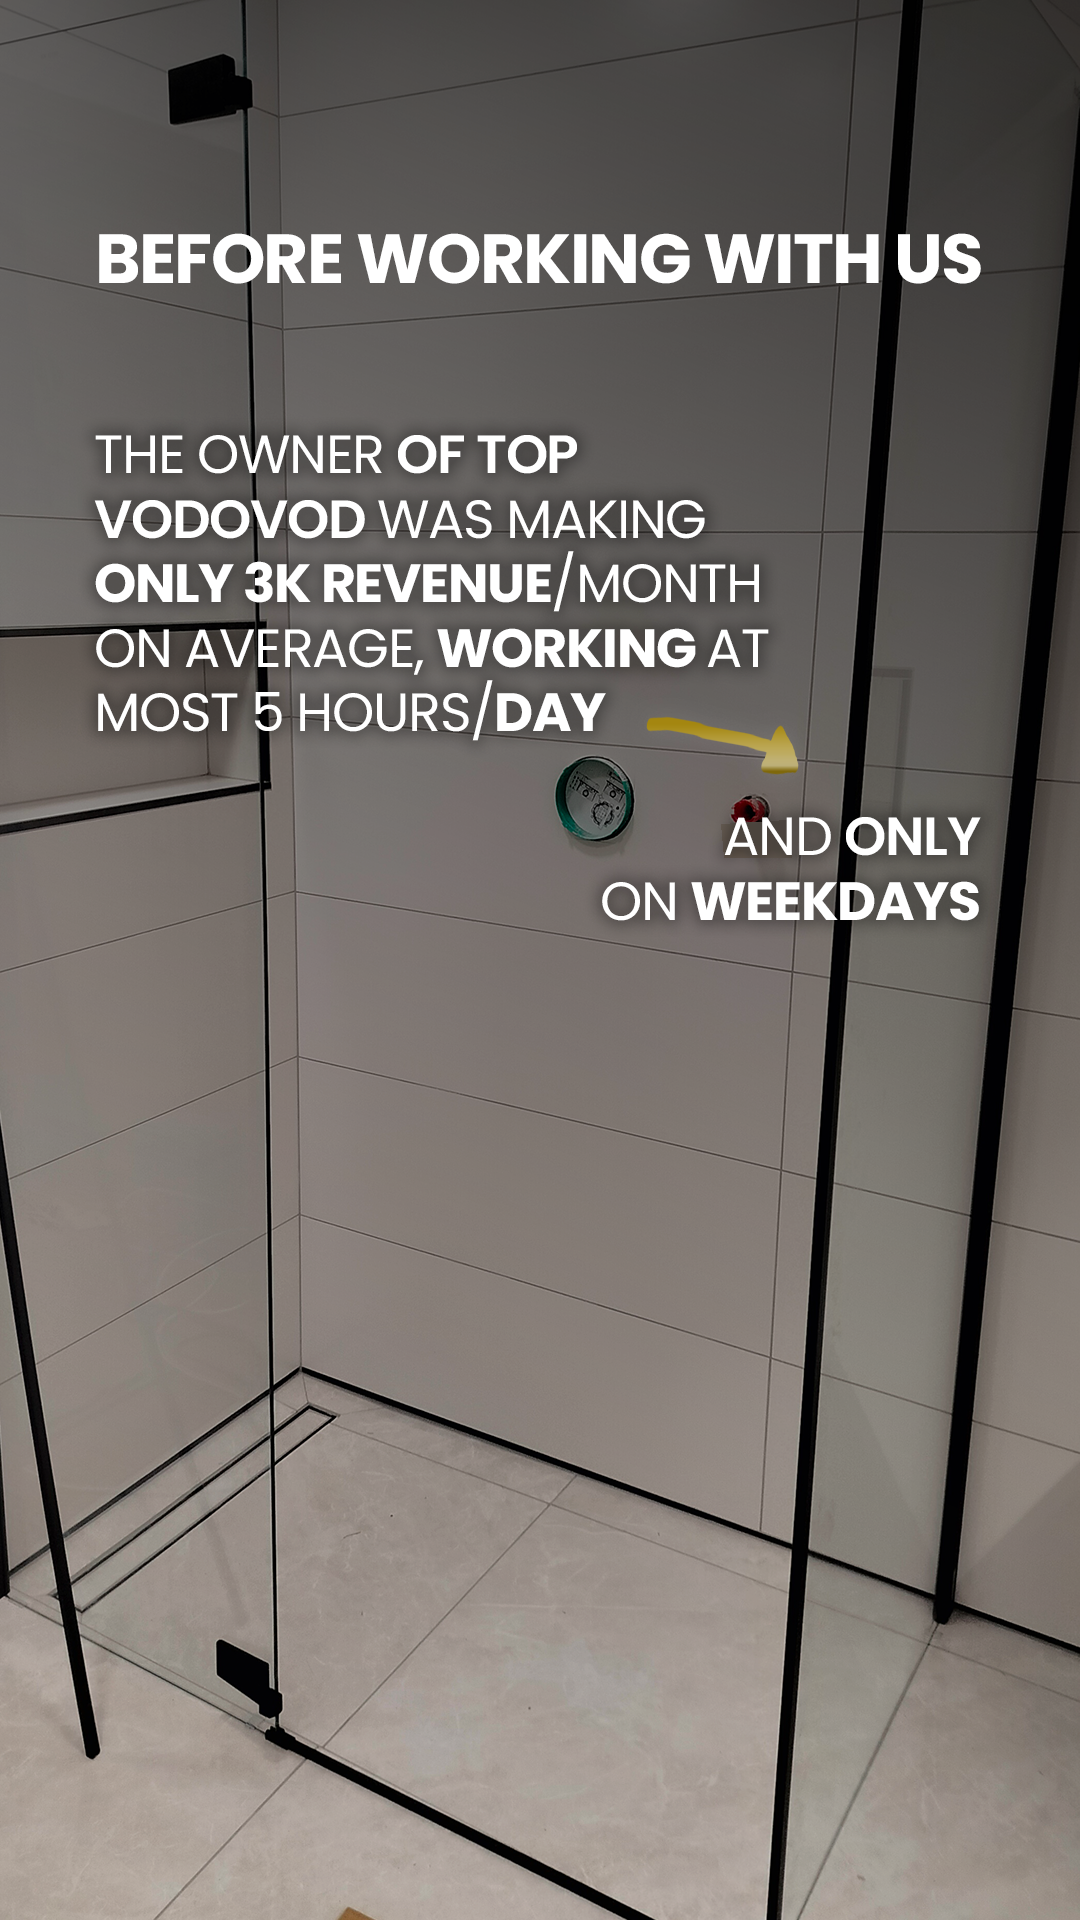 BEFORE WORKING WITH US
THE OWNER OF TOP
VODOVOD WAS MAKING
ONLY 3K REVENUE/MONTH
ON AVERAGE, WORKING AT
MOST 5 HOURS/DAY
AND ONLY
ON WEEKDAYS